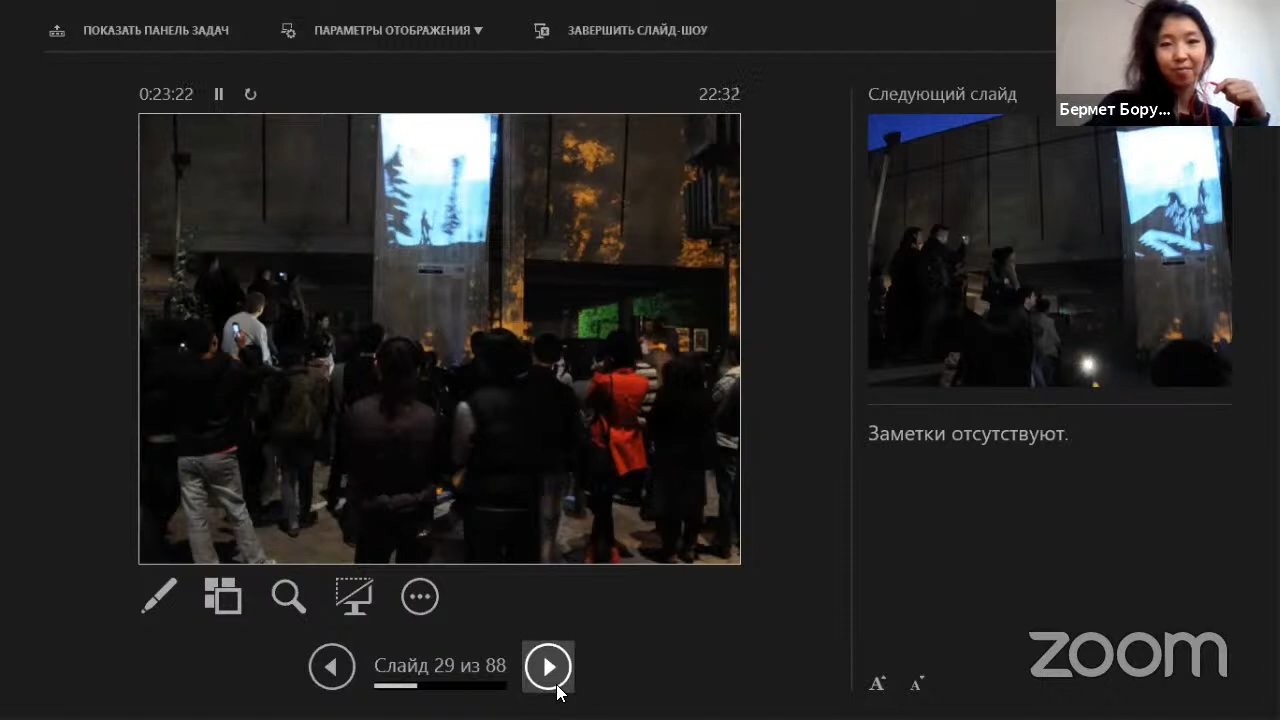 ПОКАЗАТЬ ПАНЕЛЬ ЗАДАЧ ПАРАМЕТРЫ ОТОБРАЖЕНИЯ ▼ ЗАВЕРШИТЬ СЛАЙД-ШОУ
0:23:22 22:32
Следующий слайд
Бермет Бору...
Заметки отсутствуют.
Слайд 29 из 88
A A
zoom